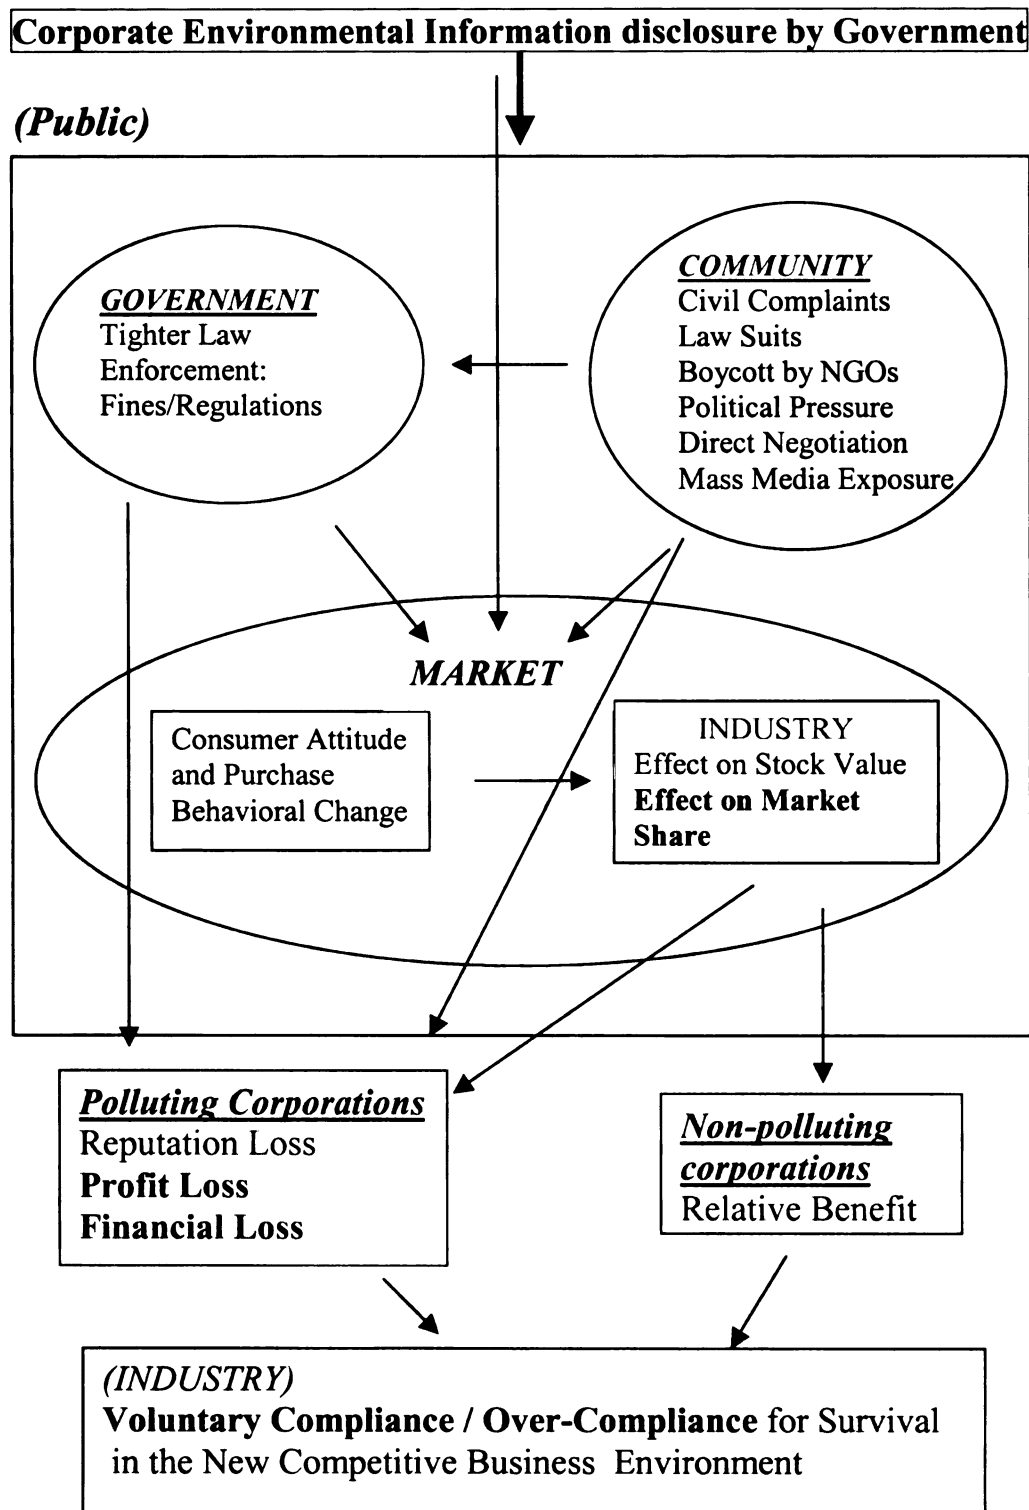 Corporate Environmental Information disclosure by Government
(Public)
GOVERNMENT
Tighter Law
Enforcement:
Fines/Regulations
COMMUNITY
Civil Complaints
Law Suits
Boycott by NGOs
Political Pressure
Direct Negotiation
Mass Media Exposure
MARKET
Consumer Attitude
and Purchase
Behavioral Change
INDUSTRY
Effect on Stock Value
Effect on Market
Share
Polluting Corporations
Reputation Loss
Profit Loss
Financial Loss
Non-polluting
corporations
Relative Benefit
(INDUSTRY)
Voluntary Compliance / Over-Compliance for Survival
in the New Competitive Business Environment